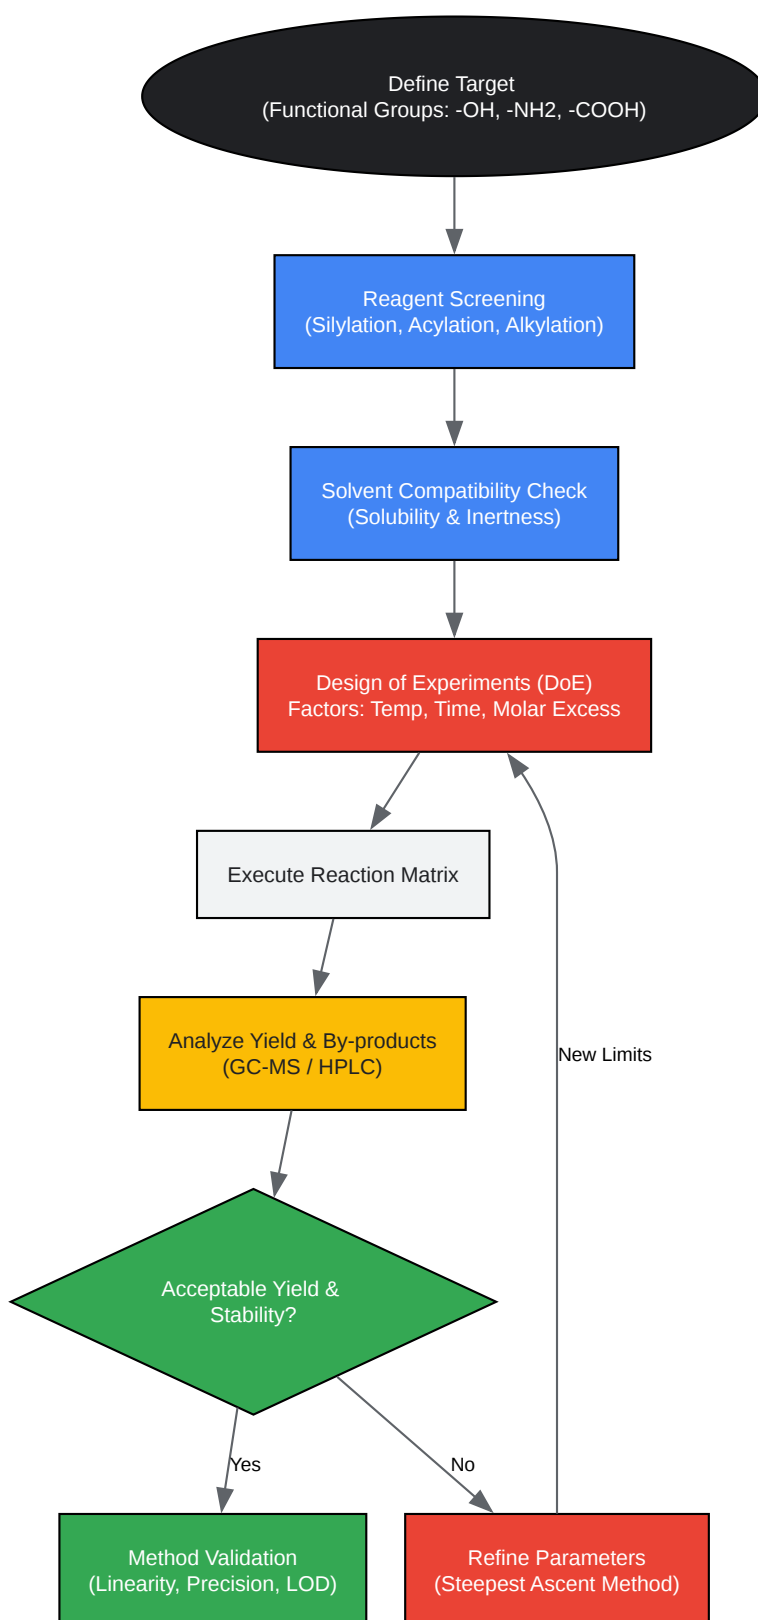 Define Target
(Functional Groups: -OH, -NH2, -COOH)
Reagent Screening
(Silylation, Acylation, Alkylation)
Solvent Compatibility Check
(Solubility & Inertness)
Design of Experiments (DoE)
Factors: Temp, Time, Molar Excess
Execute Reaction Matrix
Analyze Yield & By-products
(GC-MS / HPLC)
New Limits
Acceptable Yield &
Stability?
Yes
No
Method Validation
(Linearity, Precision, LOD)
Refine Parameters
(Steepest Ascent Method)